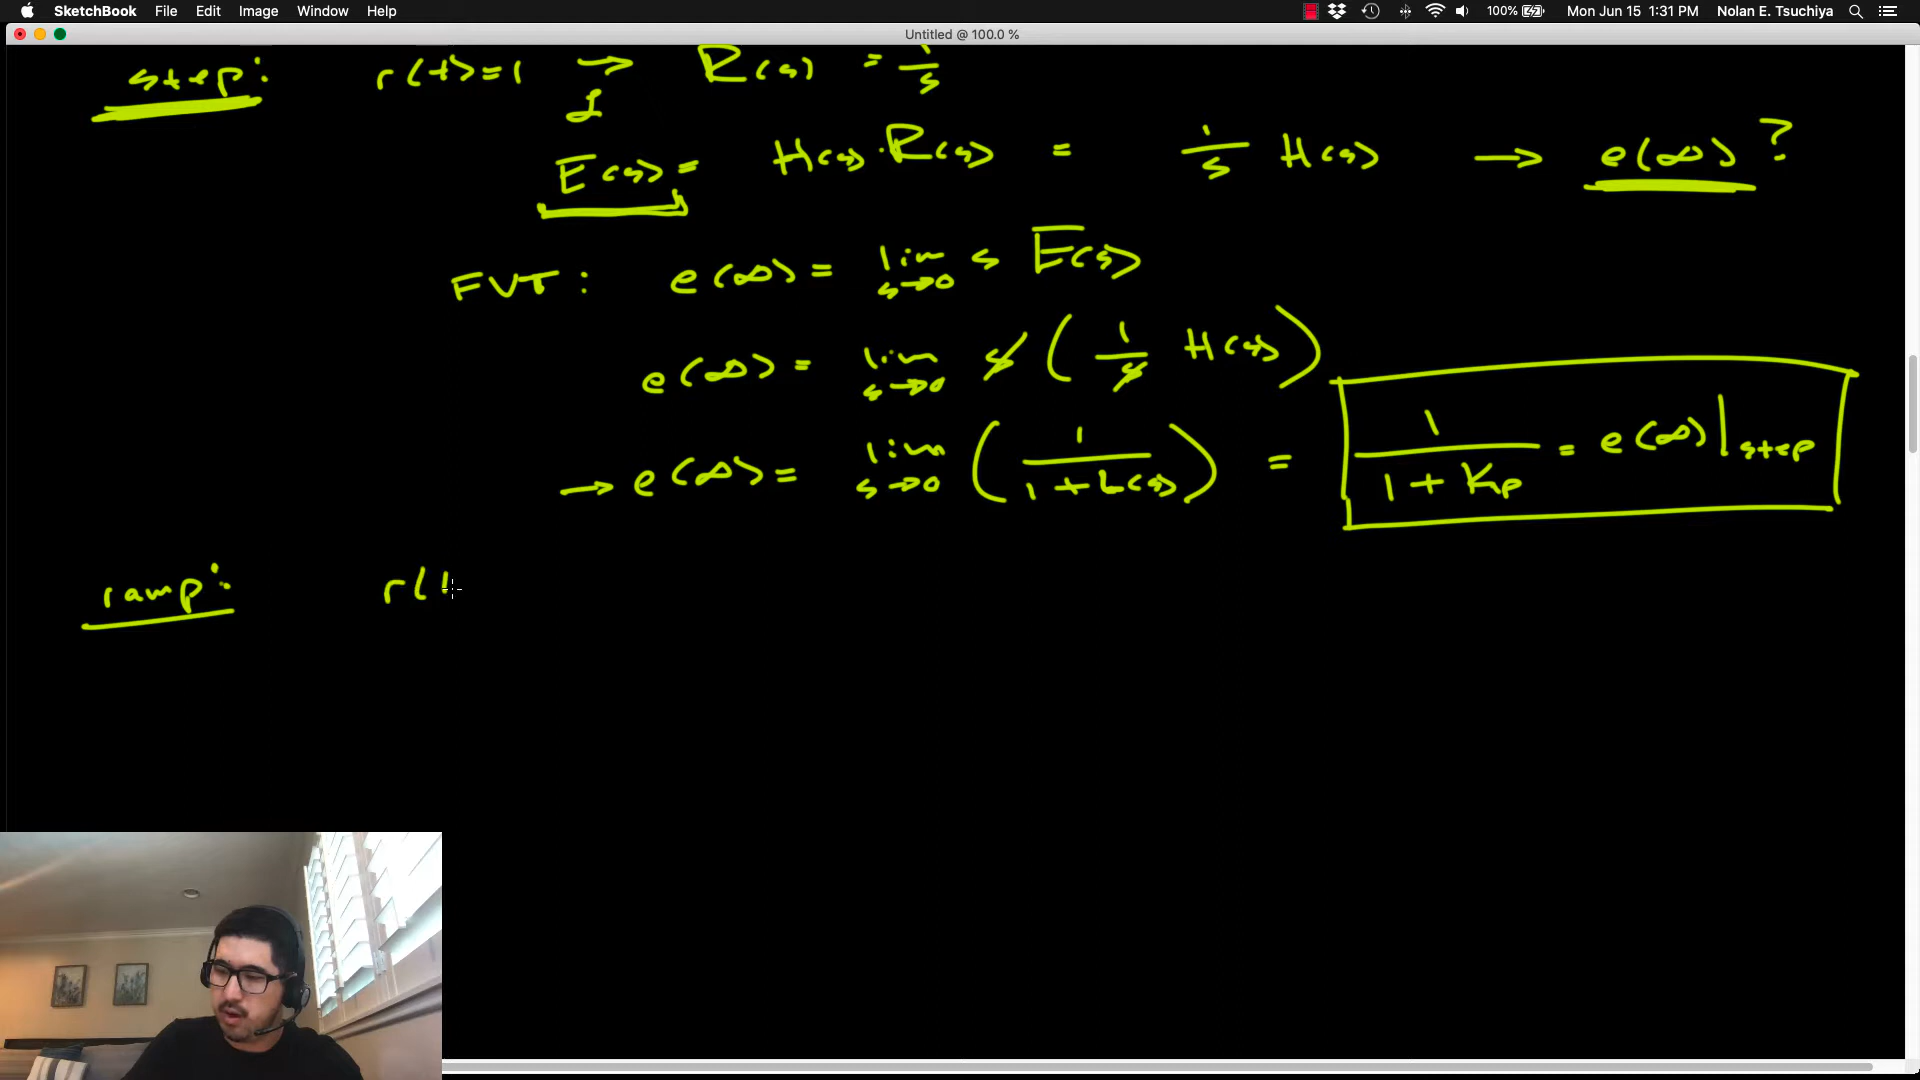 SketchBook File Edit Image Window Help 100% Mon Jun 15 1:31 PM Nolan E. Tsuchiya
Untitled @ 100.0 %
step: r(t)=1 → R(s) = 1/s
ℒ
E(s) = H(s)·R(s) = 1/s H(s) → e(∞)?
FVT: e(∞) = lim s→0 s E(s)
e(∞) = lim s→0 s (1/s H(s))
→ e(∞) = lim s→0 (1/(1+L(s))) = 1/(1+Kp) = e(∞)|step
ramp: r(t